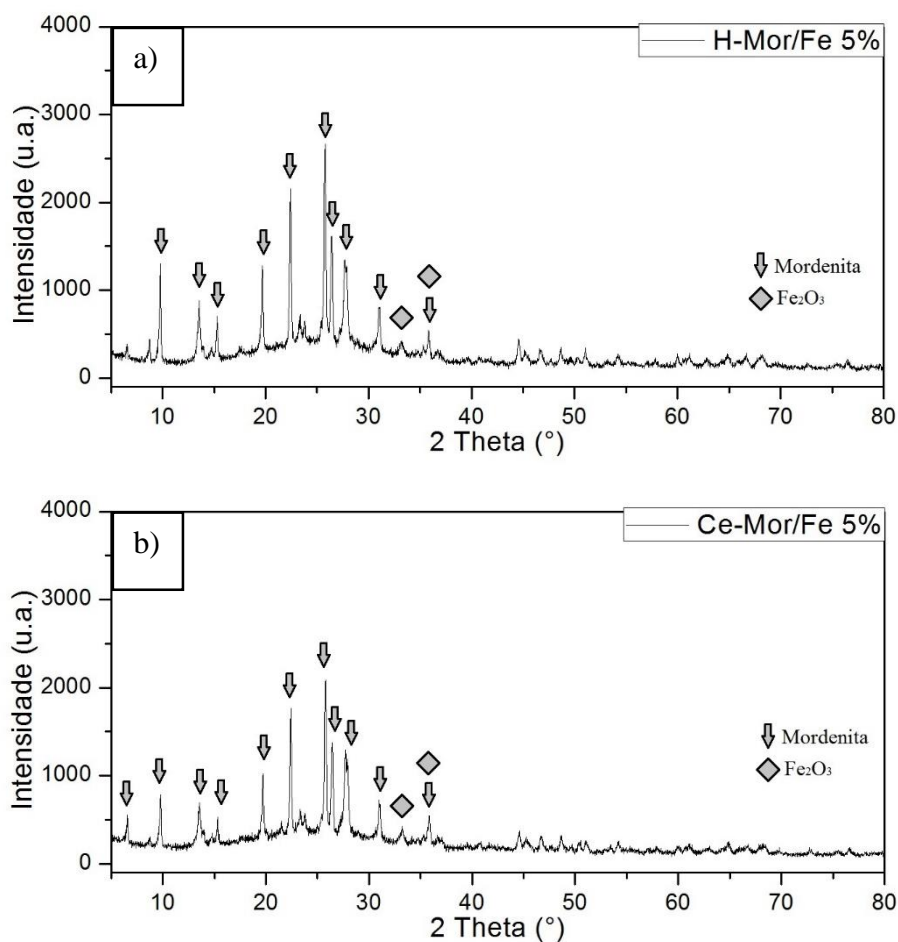 a)
H-Mor/Fe 5%
4000
3000
2000
1000
0
Intensidade (u.a.)
Mordenita
Fe₂O₃
10 20 30 40 50 60 70 80
2 Theta (°)
b)
Ce-Mor/Fe 5%
4000
3000
2000
1000
0
Intensidade (u.a.)
Mordenita
Fe₂O₃
10 20 30 40 50 60 70 80
2 Theta (°)